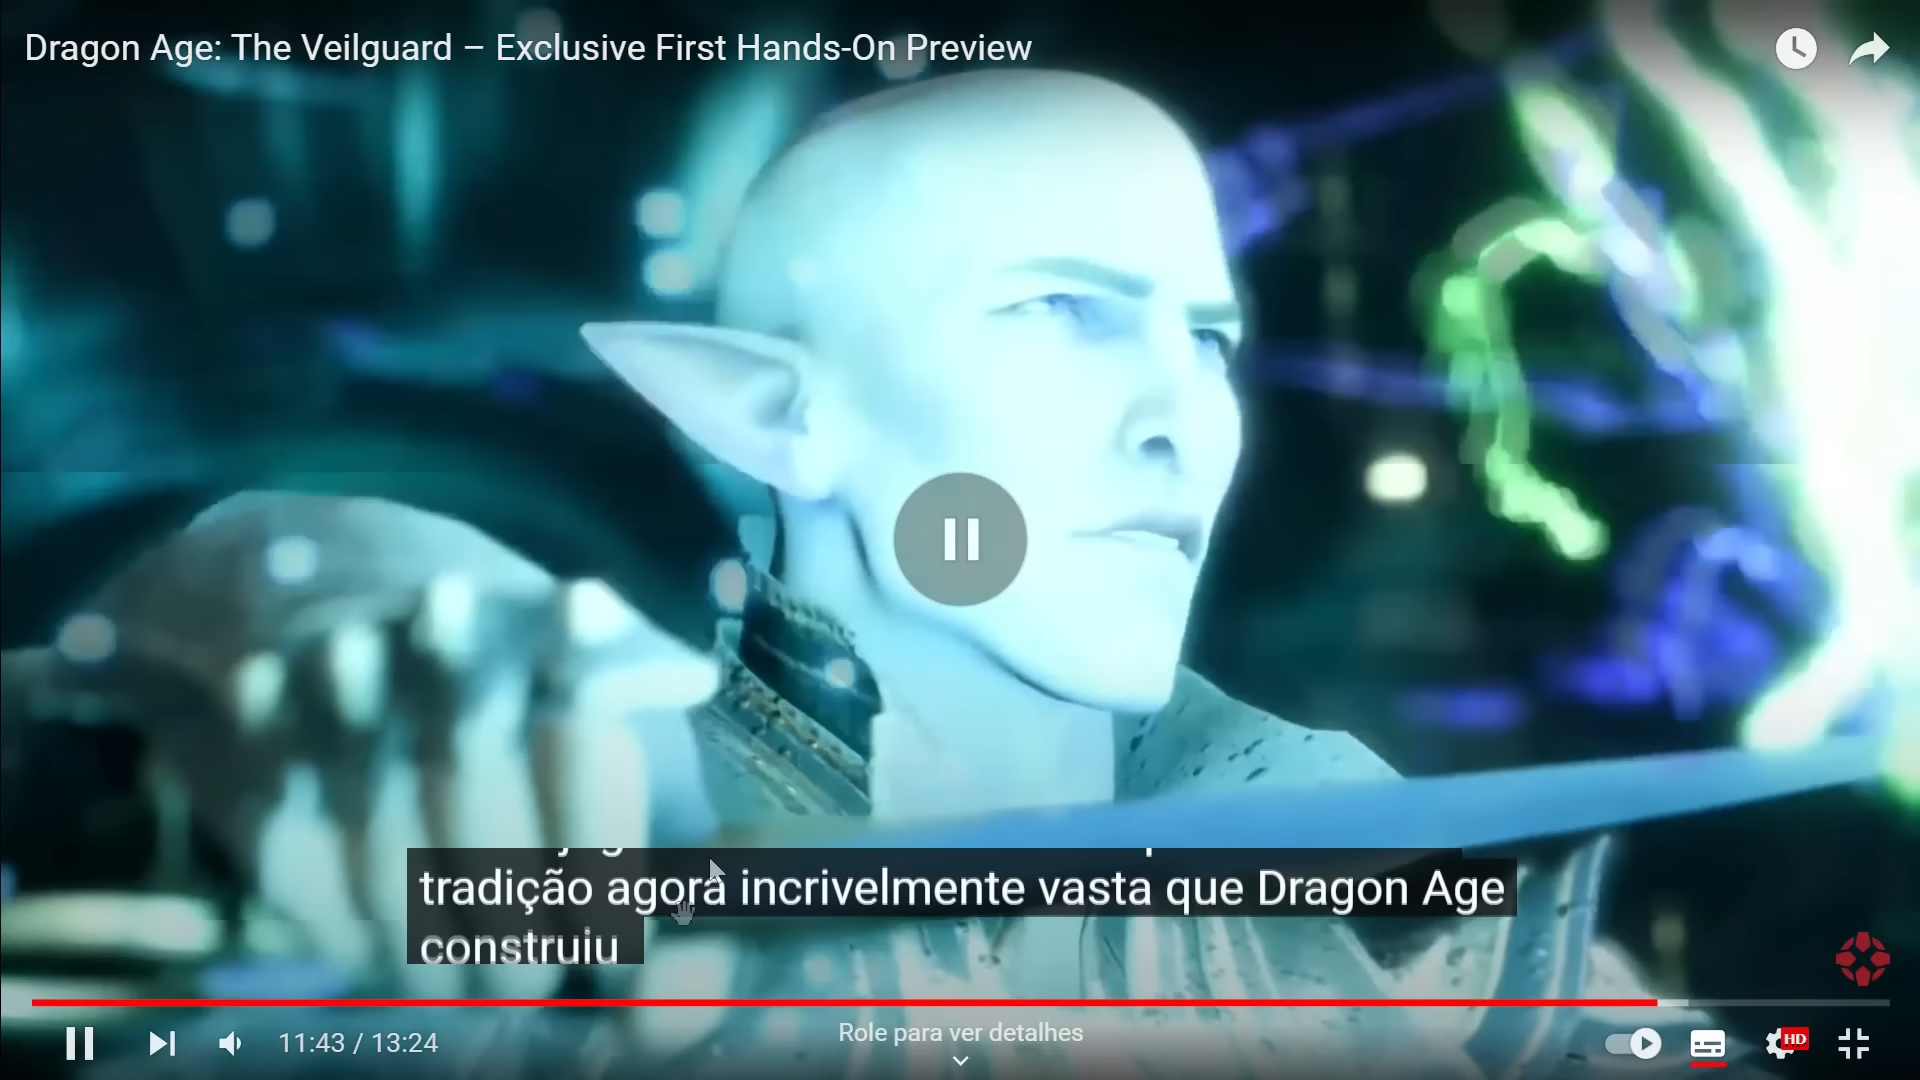 Dragon Age: The Veilguard – Exclusive First Hands-On Preview
tradição agora incrivelmente vasta que Dragon Age
construiu
11:43 / 13:24
Role para ver detalhes
HD